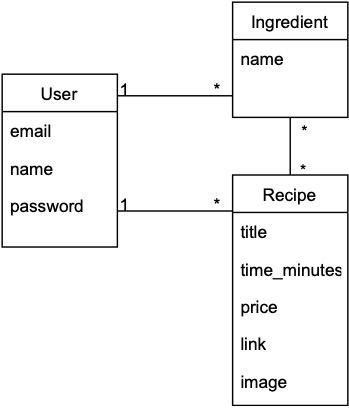 Ingredient
name
User
1
*
email
*
name
*
password
1
*
Recipe
title
time_minutes
price
link
image